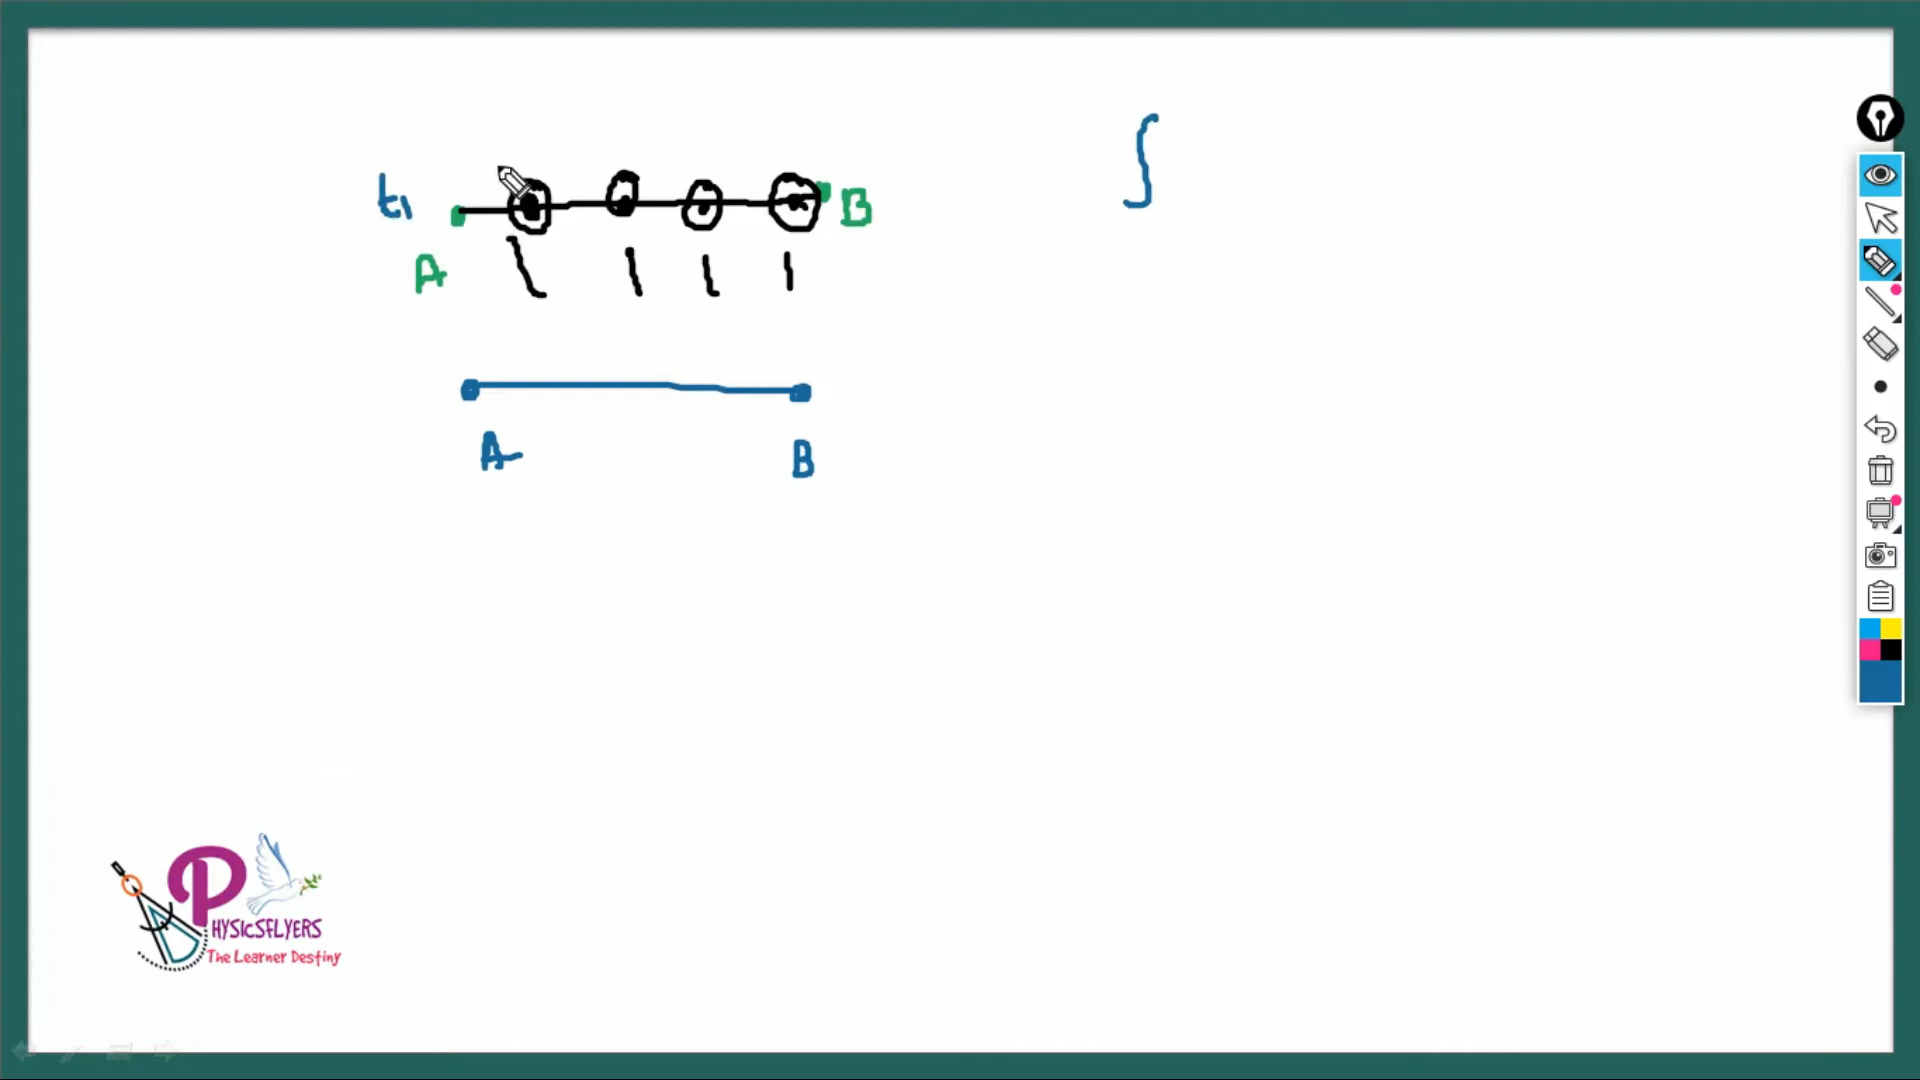 t1
B
A
∫
A B
PHYSICSFLYERS
The Learner Destiny